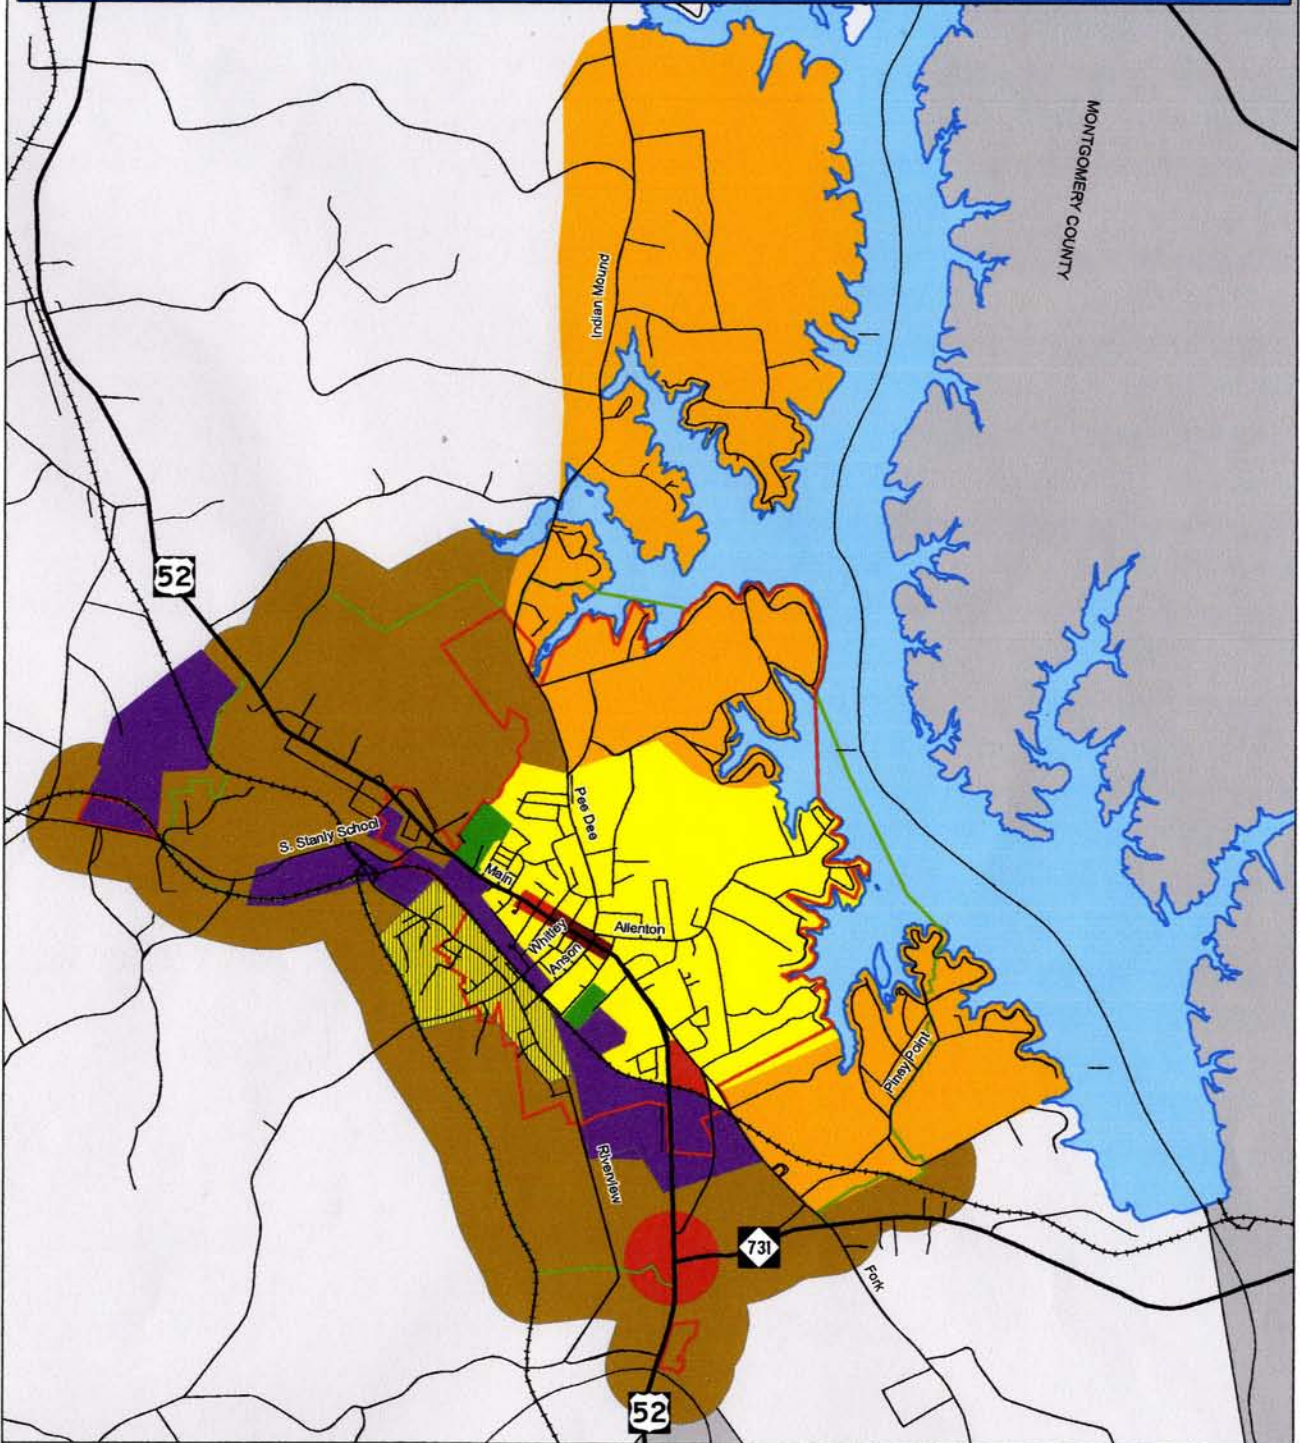 MONTGOMERY COUNTY
Indian Mound
52
Pee Dee
S. Stanly School
Main
Whitley
Anson
Allenton
Piney Point
Riverview
731
Fork
52